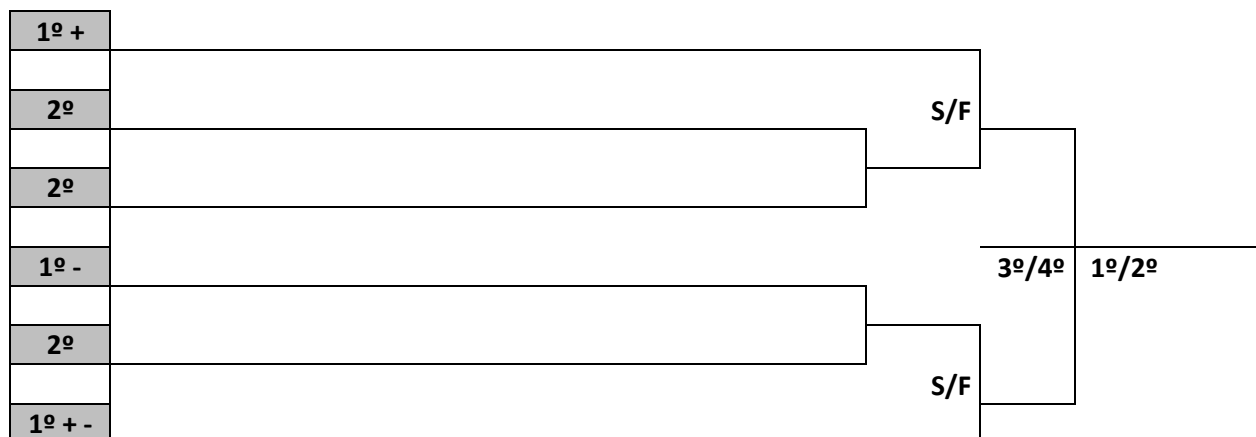 1º +
2º
S/F
2º
1º -
3º/4º 1º/2º
2º
S/F
1º + -